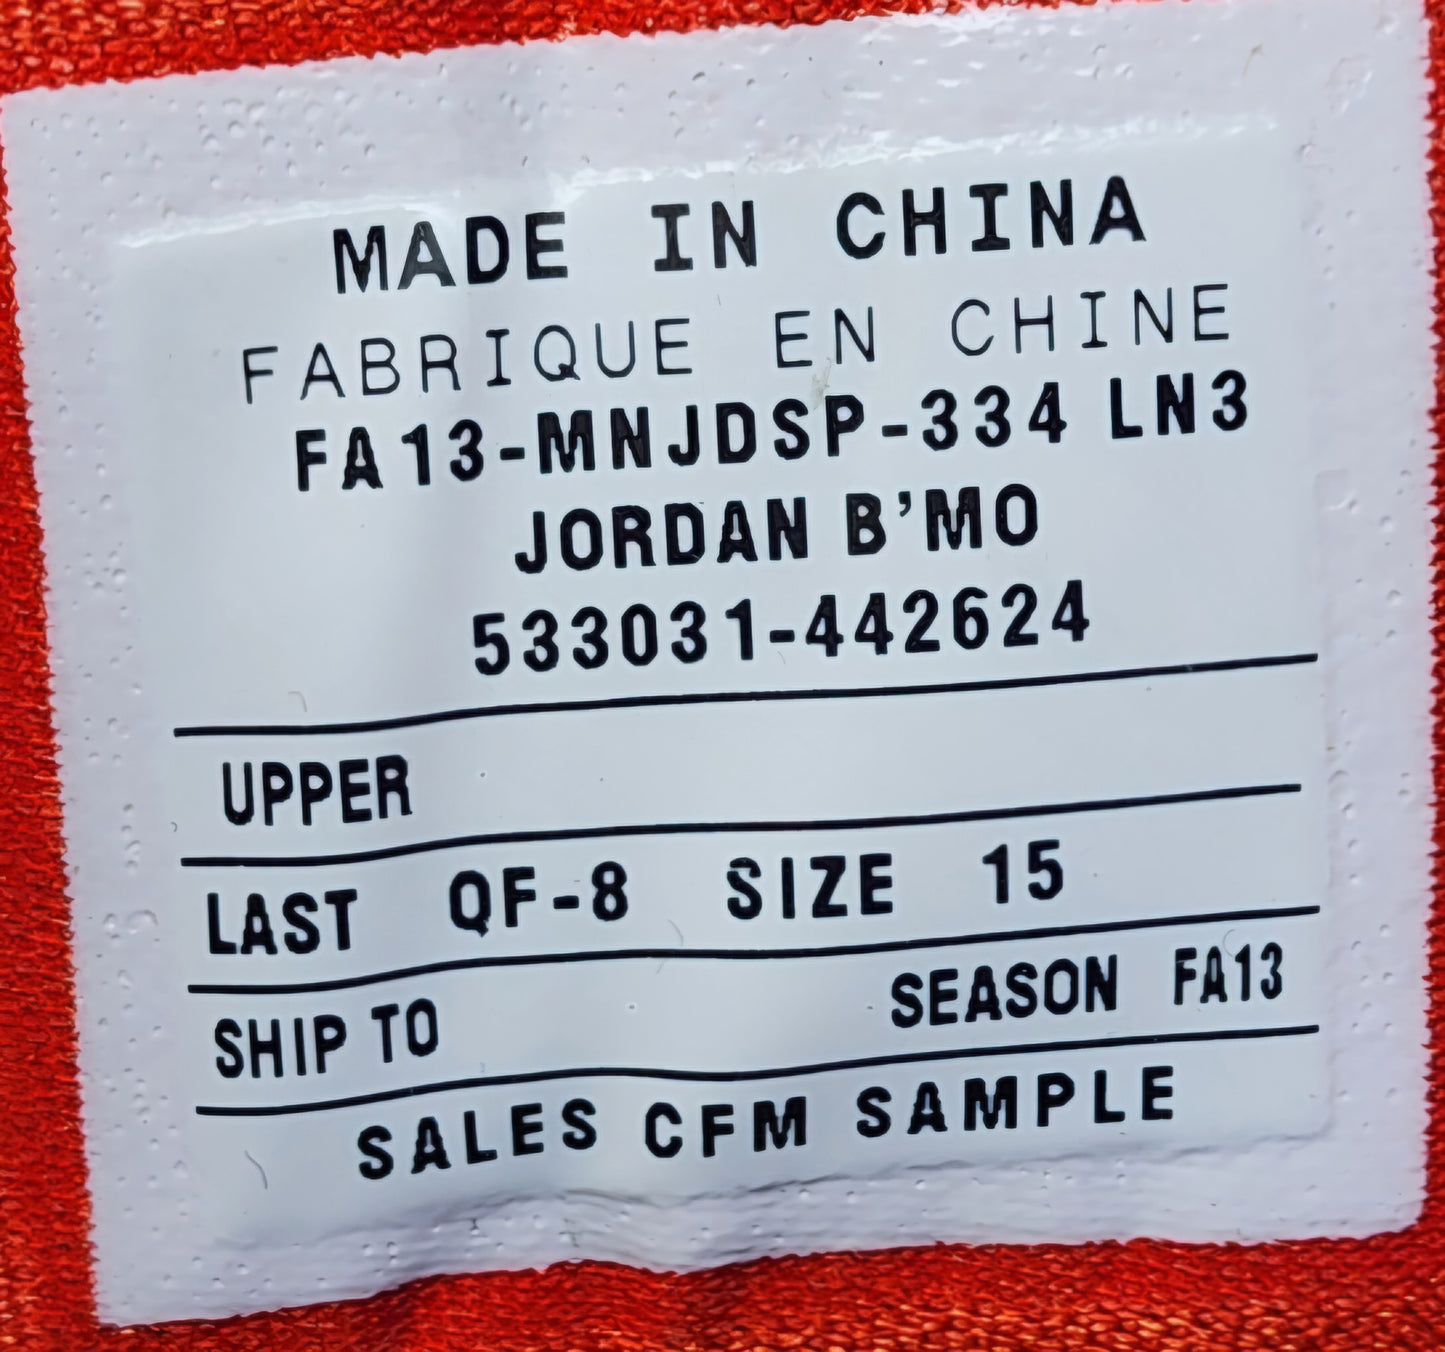 MADE IN CHINA
FABRIQUE EN CHINE
FA13-MNJDSP-334 LN3
JORDAN B'MO
533031-442624
UPPER
LAST QF-8 SIZE 15
SHIP TO SEASON FA13
SALES CFM SAMPLE